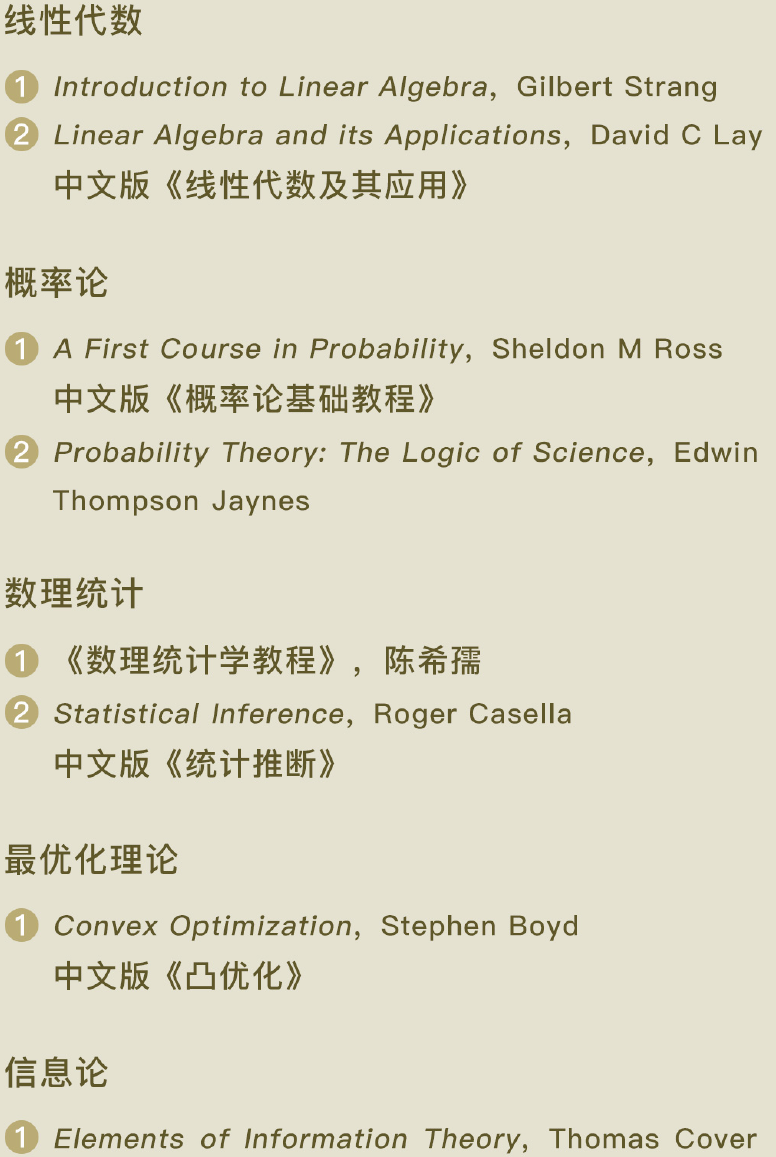 线性代数
1 Introduction to Linear Algebra, Gilbert Strang
2 Linear Algebra and its Applications, David C Lay
中文版《线性代数及其应用》
概率论
1 A First Course in Probability, Sheldon M Ross
中文版《概率论基础教程》
2 Probability Theory: The Logic of Science, Edwin
Thompson Jaynes
数理统计
1 《数理统计学教程》, 陈希孺
2 Statistical Inference, Roger Casella
中文版《统计推断》
最优化理论
1 Convex Optimization, Stephen Boyd
中文版《凸优化》
信息论
1 Elements of Information Theory, Thomas Cover